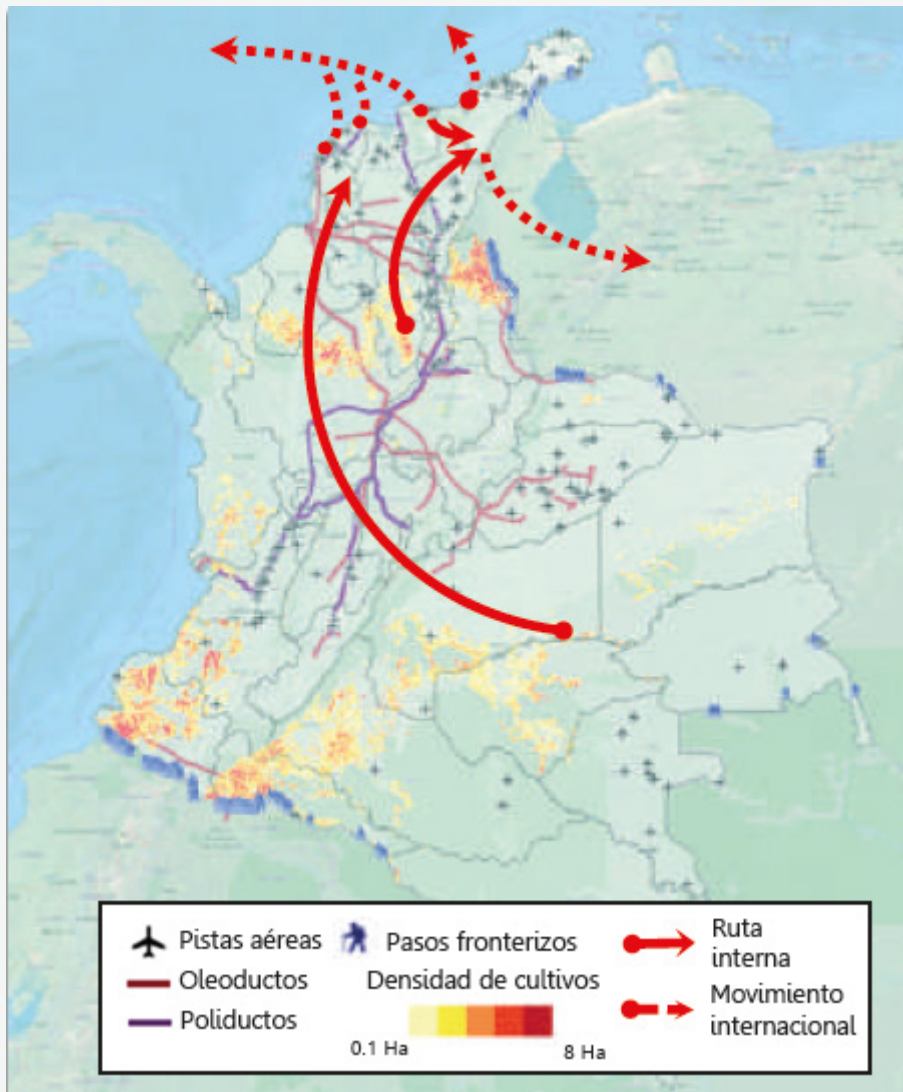 Pistas aéreas
Pasos fronterizos
Ruta
interna
Oleoductos
Densidad de cultivos
Poliductos
Movimiento
internacional
0.1 Ha
8 Ha